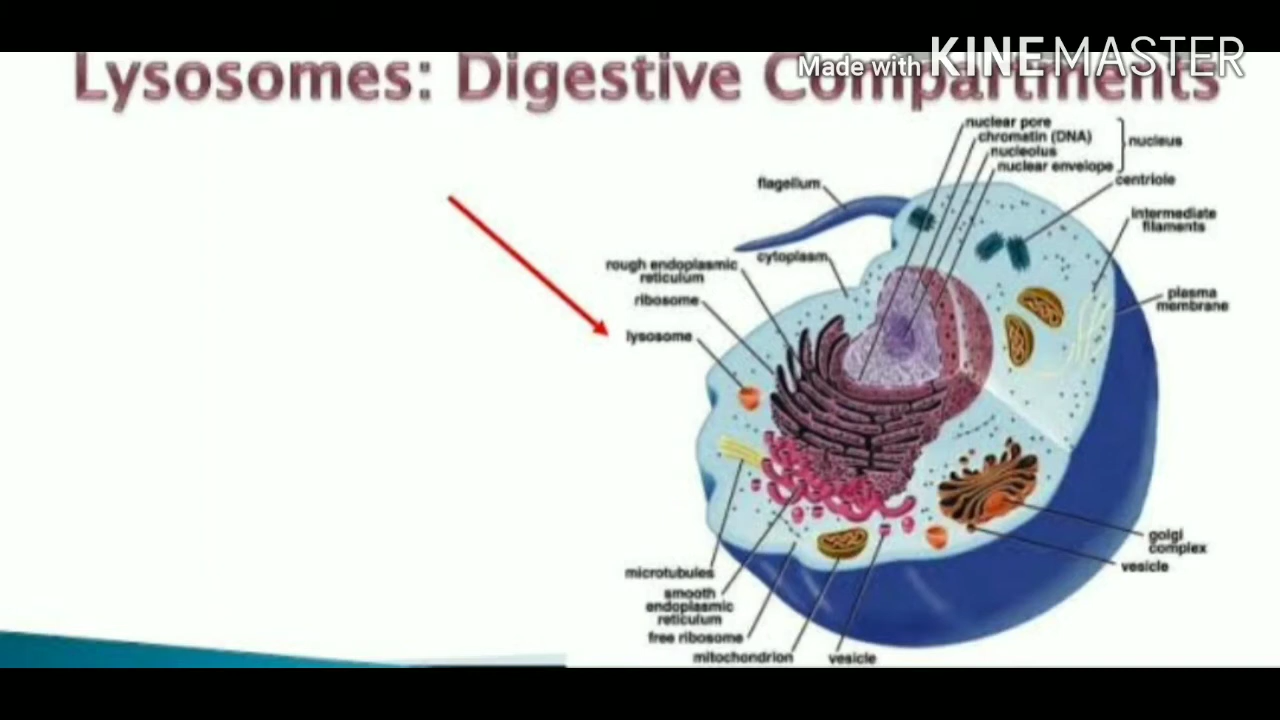 Made with KINEMASTER
Lysosomes: Digestive Compartments
nuclear pore
chromatin (DNA)
nucleolus
nuclear envelope
nucleus
centriole
flagellum
intermediate
filaments
cytoplasm
rough endoplasmic
reticulum
ribosome
plasma
membrane
lysosome
golgi
complex
vesicle
microtubules
smooth
endoplasmic
reticulum
free ribosome
mitochondrion
vesicle